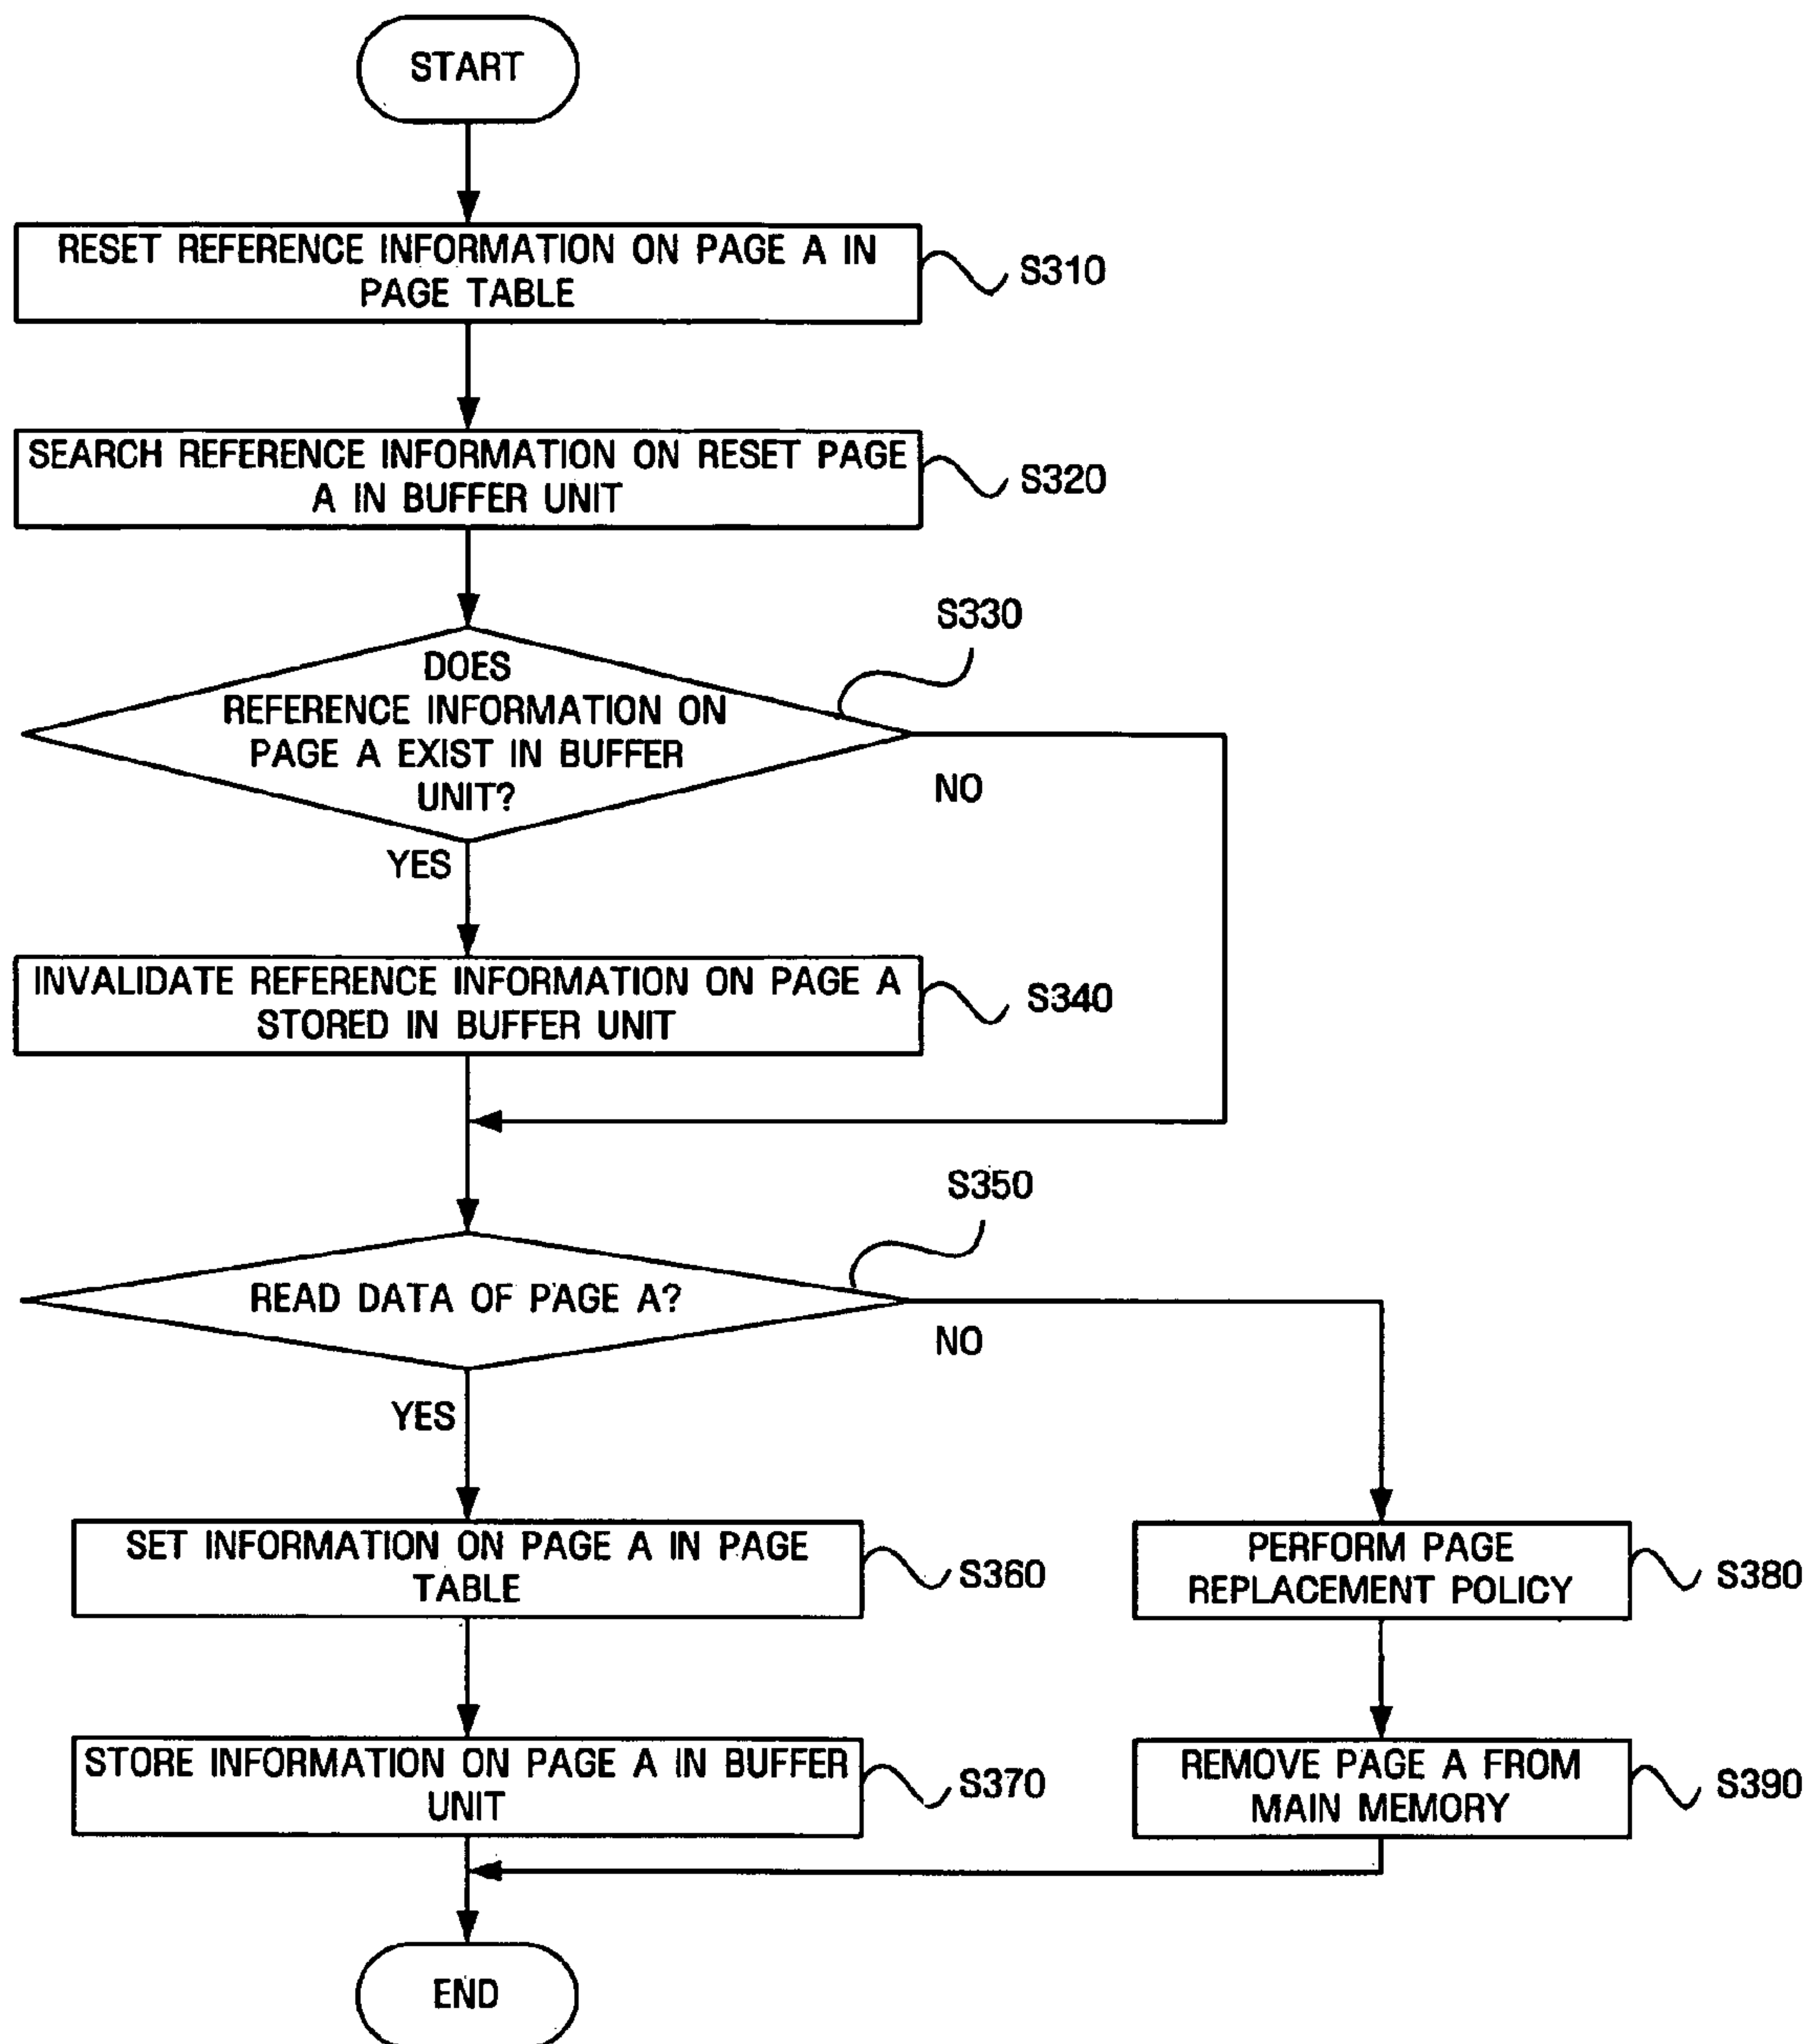 START
RESET REFERENCE INFORMATION ON PAGE A IN
PAGE TABLE
S310
SEARCH REFERENCE INFORMATION ON RESET PAGE
A IN BUFFER UNIT
S320
S330
DOES
REFERENCE INFORMATION ON
PAGE A EXIST IN BUFFER
UNIT?
NO
YES
INVALIDATE REFERENCE INFORMATION ON PAGE A
STORED IN BUFFER UNIT
S340
S350
READ DATA OF PAGE A?
NO
YES
SET INFORMATION ON PAGE A IN PAGE
TABLE
S360
PERFORM PAGE
REPLACEMENT POLICY
S380
STORE INFORMATION ON PAGE A IN BUFFER
UNIT
S370
REMOVE PAGE A FROM
MAIN MEMORY
S390
END